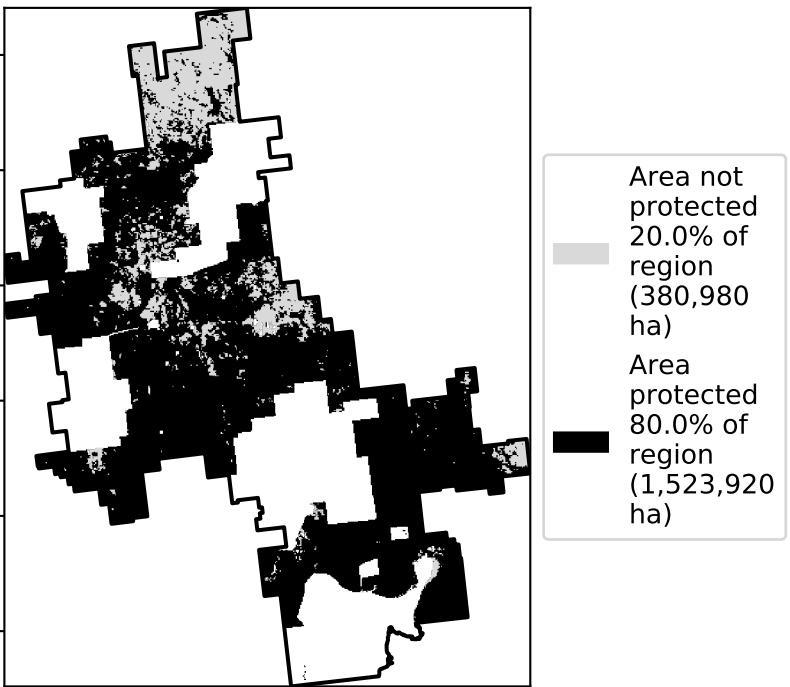 Area not
protected
20.0% of
region
(380,980
ha)
Area
protected
80.0% of
region
(1,523,920
ha)